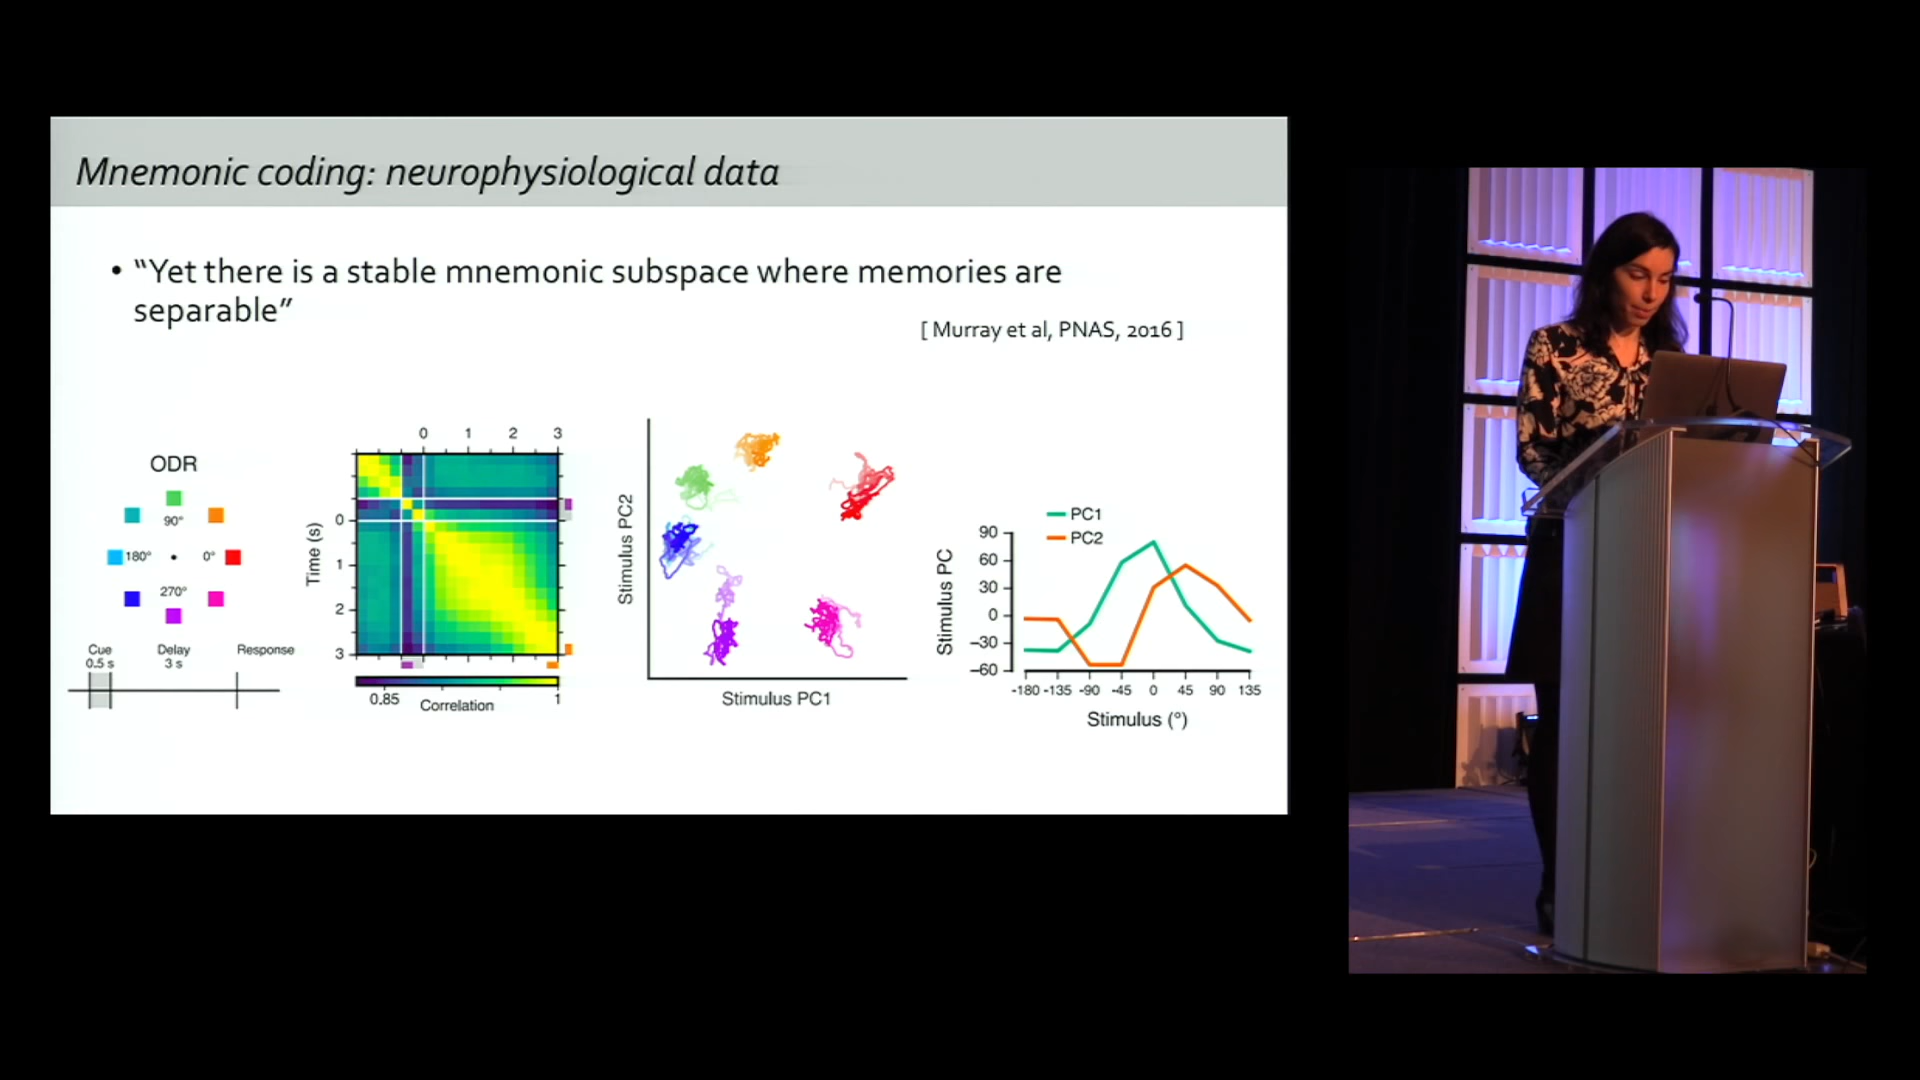 Mnemonic coding: neurophysiological data
• “Yet there is a stable mnemonic subspace where memories are
separable”
[ Murray et al, PNAS, 2016 ]
ODR
90°
180°
0°
270°
Cue
0.5 s
Delay
3 s
Response
0 1 2 3
Time (s)
0
1
2
3
0.85
1
Correlation
Stimulus PC2
Stimulus PC1
PC1
PC2
Stimulus PC
90
60
30
0
−30
−60
-180 -135 -90 -45 0 45 90 135
Stimulus (°)